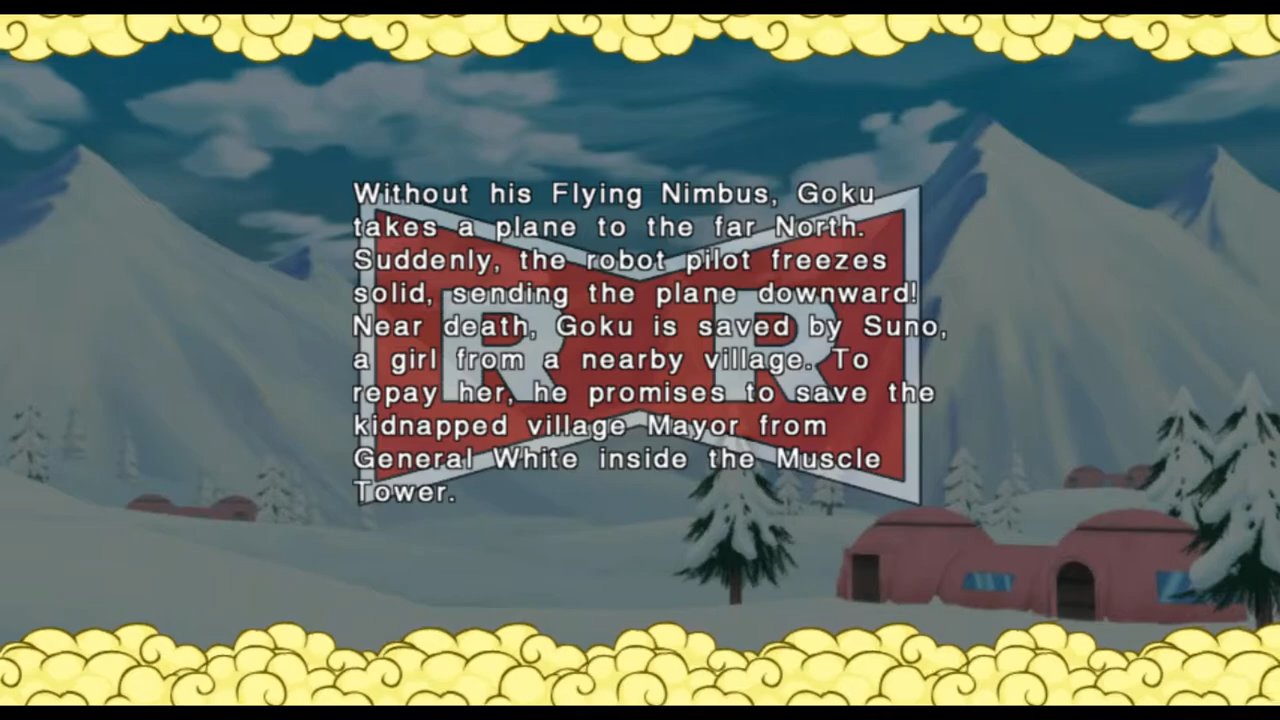 Without his Flying Nimbus, Goku
takes a plane to the far North.
Suddenly, the robot pilot freezes
solid, sending the plane downward!
Near death, Goku is saved by Suno,
a girl from a nearby village. To
repay her, he promises to save the
kidnapped village Mayor from
General White inside the Muscle
Tower.
R R